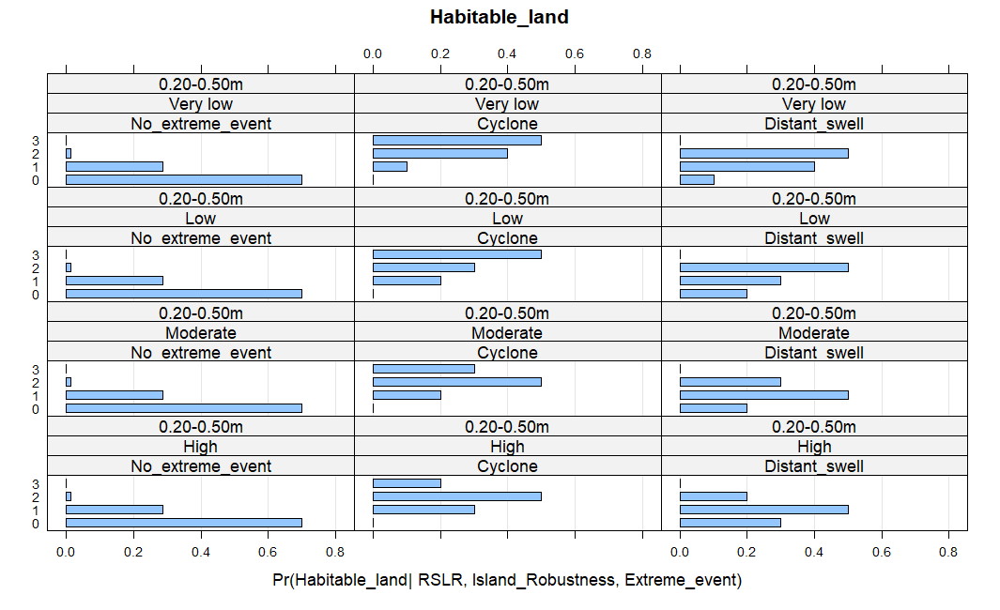 Habitable_land
0.0 0.2 0.4 0.6 0.8
0.20-0.50m 0.20-0.50m 0.20-0.50m
Very low Very low Very low
No_extreme_event Cyclone Distant_swell
3
2
1
0
0.20-0.50m 0.20-0.50m 0.20-0.50m
Low Low Low
No_extreme_event Cyclone Distant_swell
3
2
1
0
0.20-0.50m 0.20-0.50m 0.20-0.50m
Moderate Moderate Moderate
No_extreme_event Cyclone Distant_swell
3
2
1
0
0.20-0.50m 0.20-0.50m 0.20-0.50m
High High High
No_extreme_event Cyclone Distant_swell
3
2
1
0
0.0 0.2 0.4 0.6 0.8 0.0 0.2 0.4 0.6 0.8
Pr(Habitable_land| RSLR, Island_Robustness, Extreme_event)